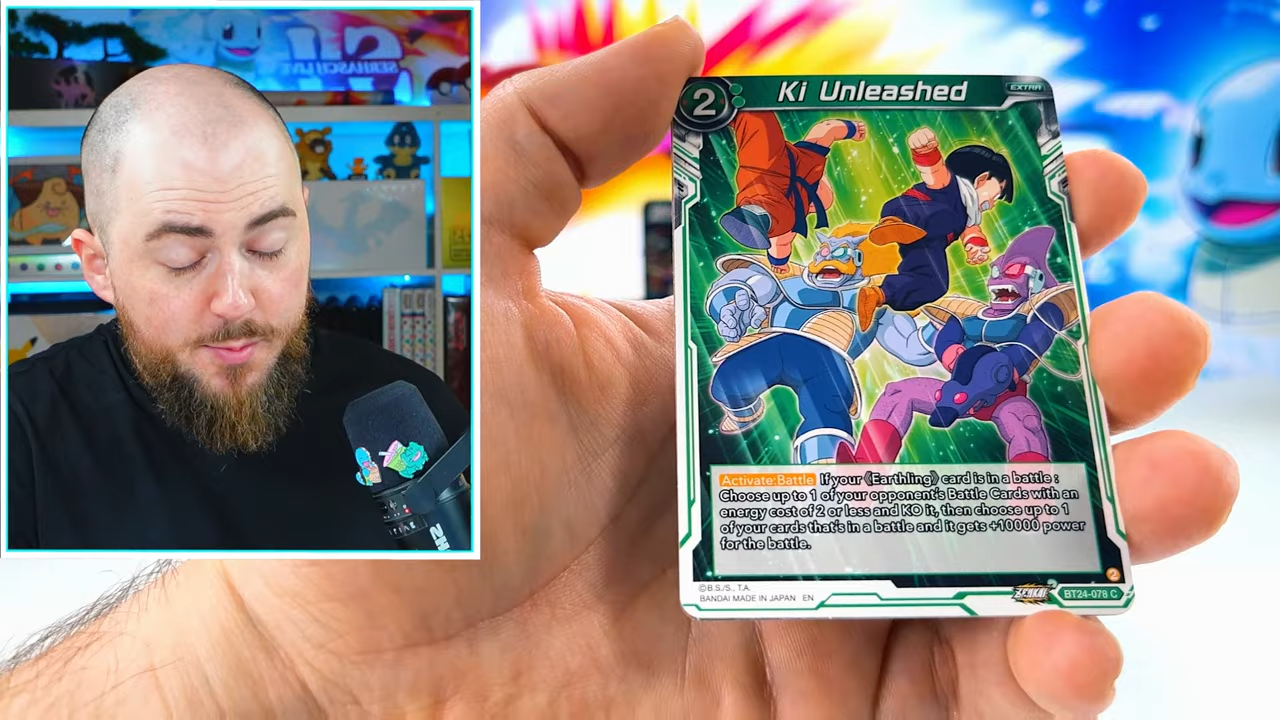 2
Ki Unleashed
EXTRA
Activate:Battle If your《Earthling》card is in a battle :
Choose up to 1 of your opponent's Battle Cards with an
energy cost of 2 or less and KO it, then choose up to 1
of your cards that's in a battle and it gets +10000 power
for the battle.
2
©B.S./S., T.A.
BANDAI MADE IN JAPAN EN
BT24-078 C